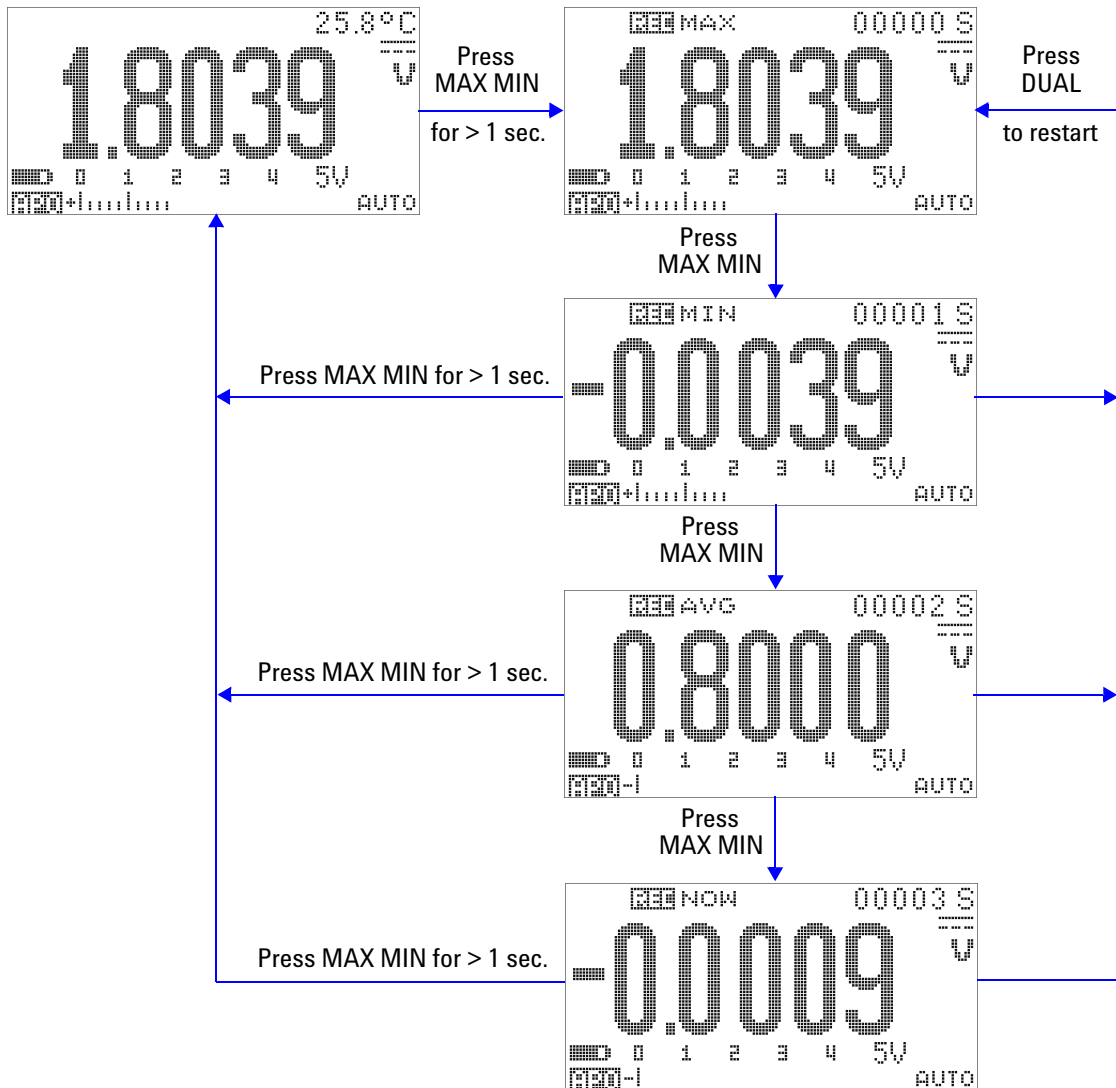 25.8°C
1.8039 V
0 1 2 3 4 5V
APO AUTO
Press
MAX MIN
for > 1 sec.
REC MAX 00000 S
1.8039 V
0 1 2 3 4 5V
APO AUTO
Press
DUAL
to restart
Press
MAX MIN
REC MIN 00001 S
-0.0039 V
0 1 2 3 4 5V
APO AUTO
Press MAX MIN for > 1 sec.
Press
MAX MIN
REC AVG 00002 S
0.8000 V
0 1 2 3 4 5V
APO AUTO
Press MAX MIN for > 1 sec.
Press
MAX MIN
REC NOW 00003 S
-0.0009 V
0 1 2 3 4 5V
APO AUTO
Press MAX MIN for > 1 sec.